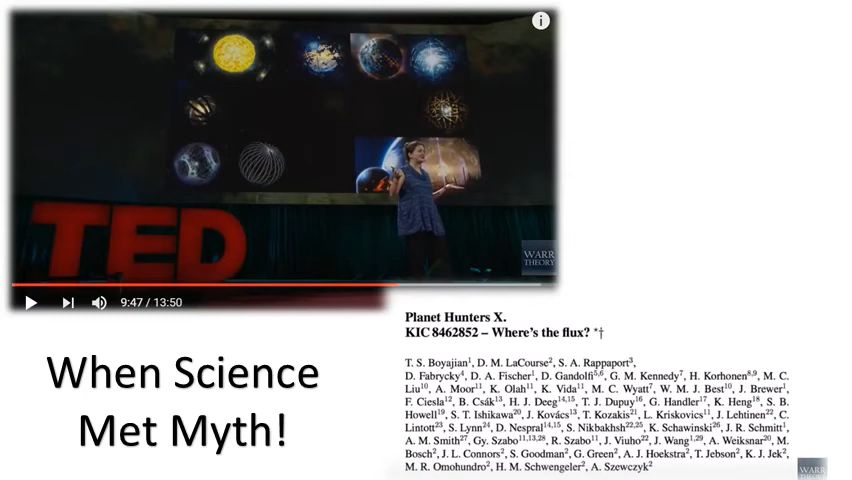 TED
WARR
THEORY
9:47 / 13:50
When Science
Met Myth!
Planet Hunters X.
KIC 8462852 – Where's the flux? *†
T. S. Boyajian1, D. M. LaCourse2, S. A. Rappaport3,
D. Fabrycky4, D. A. Fischer1, D. Gandolfi5,6, G. M. Kennedy7, H. Korhonen8,9, M. C.
Liu10, A. Moor11, K. Olah11, K. Vida11, M. C. Wyatt7, W. M. J. Best10, J. Brewer1,
F. Ciesla12, B. Csák13, H. J. Deeg14,15, T. J. Dupuy16, G. Handler17, K. Heng18, S. B.
Howell19, S. T. Ishikawa20, J. Kovács13, T. Kozakis21, L. Kriskovics11, J. Lehtinen22, C.
Lintott23, S. Lynn24, D. Nespral14,15, S. Nikbakhsh22,25, K. Schawinski26, J. R. Schmitt1,
A. M. Smith27, Gy. Szabo11,13,28, R. Szabo11, J. Viuho22, J. Wang1,29, A. Weiksnar20, M.
Bosch2, J. L. Connors2, S. Goodman2, G. Green2, A. J. Hoekstra2, T. Jebson2, K. J. Jek2,
M. R. Omohundro2, H. M. Schwengeler2, A. Szewczyk2
WARR
THEORY